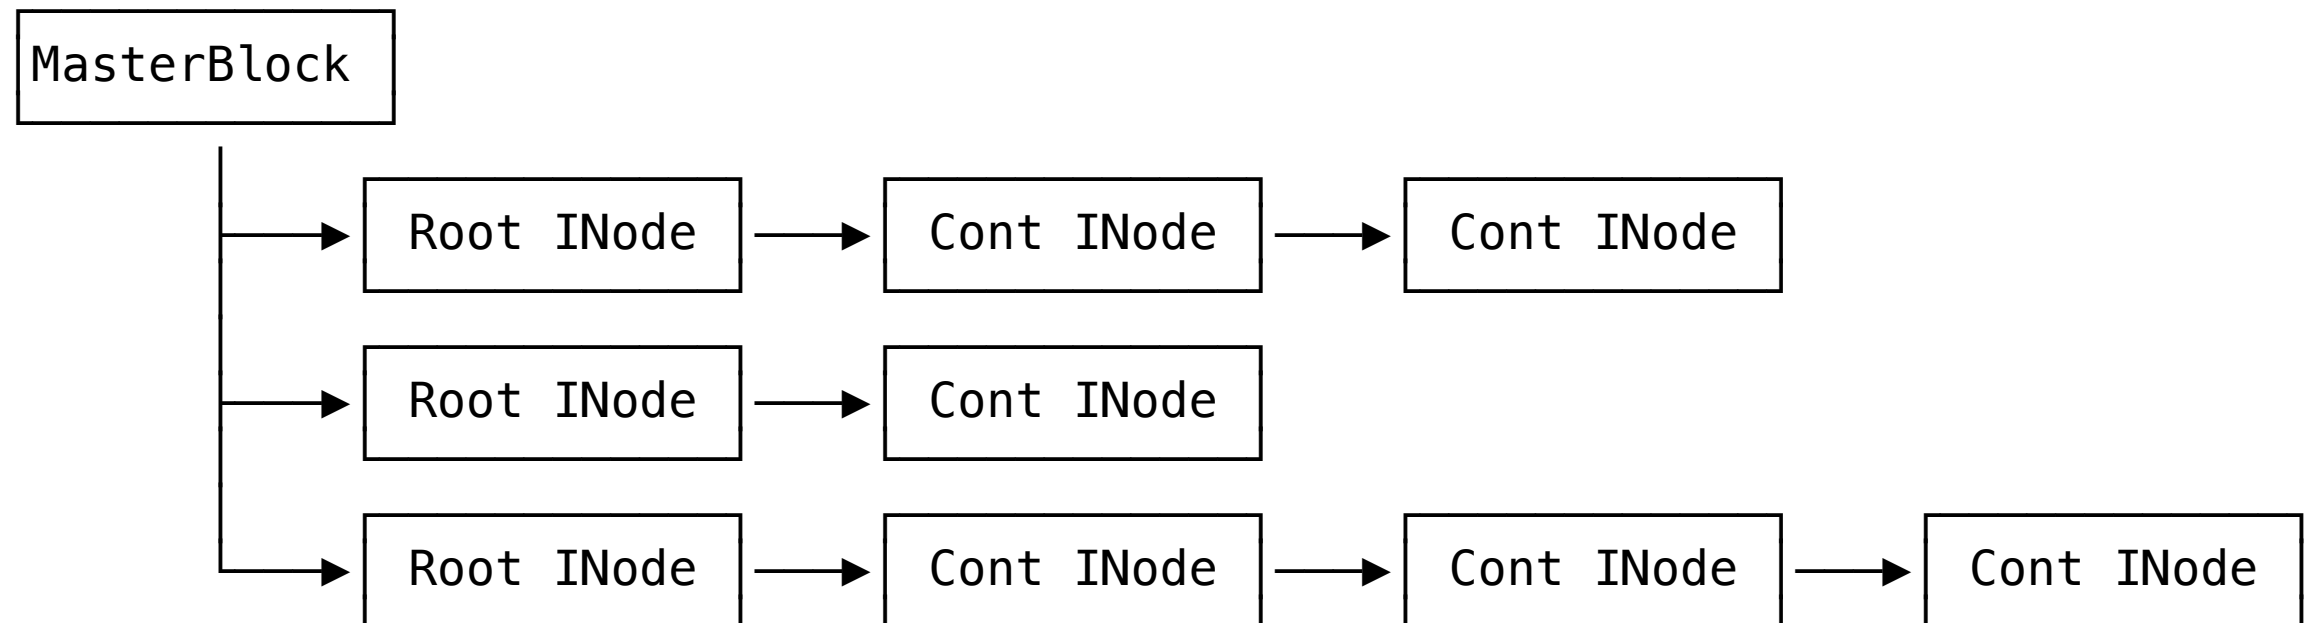 MasterBlock
Root INode Cont INode Cont INode
Root INode Cont INode
Root INode Cont INode Cont INode Cont INode